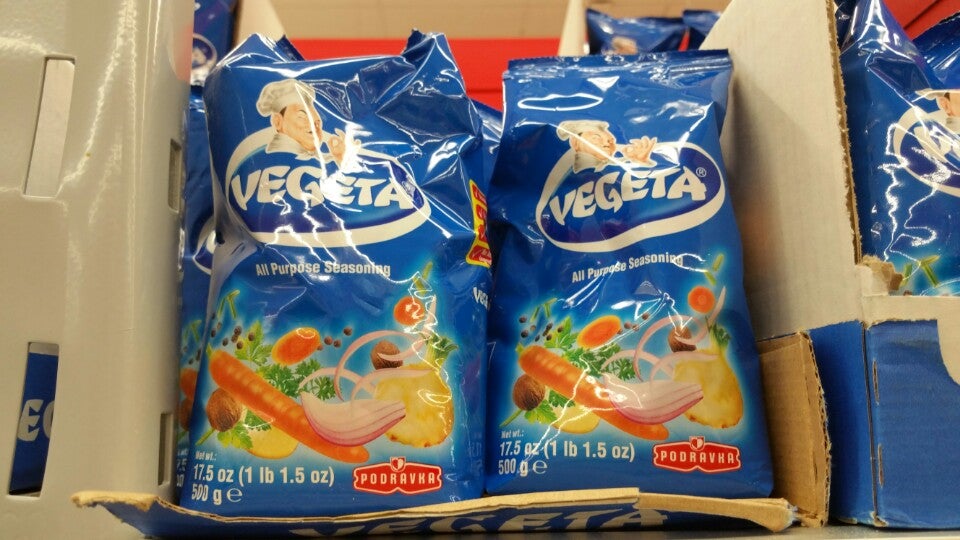 VEGETA
All Purpose Seasoning
Net wt.:
17.5 oz (1 lb 1.5 oz)
500 g e
PODRAVKA
VEGETA®
All Purpose Seasoning
Net wt.:
17.5 oz (1 lb 1.5 oz)
500 g e
PODRAVKA
VEGETA